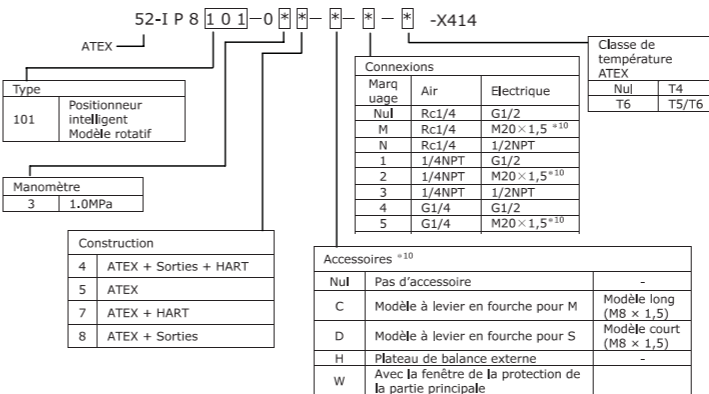 52-I P 8 1 0 1 -0 * * - * - * - * -X414
ATEX
Type
101 Positionneur
intelligent
Modèle rotatif
Manomètre
3 1.0MPa
Construction
4 ATEX + Sorties + HART
5 ATEX
7 ATEX + HART
8 ATEX + Sorties
Connexions
Marq
uage Air Electrique
Nul Rc1/4 G1/2
M Rc1/4 M20×1,5 *10
N Rc1/4 1/2NPT
1 1/4NPT G1/2
2 1/4NPT M20×1,5*10
3 1/4NPT 1/2NPT
4 G1/4 G1/2
5 G1/4 M20×1,5*10
Classe de
température
ATEX
Nul T4
T6 T5/T6
Accessoires *10
Nul Pas d'accessoire -
C Modèle à levier en fourche pour M Modèle long
(M8 × 1,5)
D Modèle à levier en fourche pour S Modèle court
(M8 × 1,5)
H Plateau de balance externe -
W Avec la fenêtre de la protection de
la partie principale